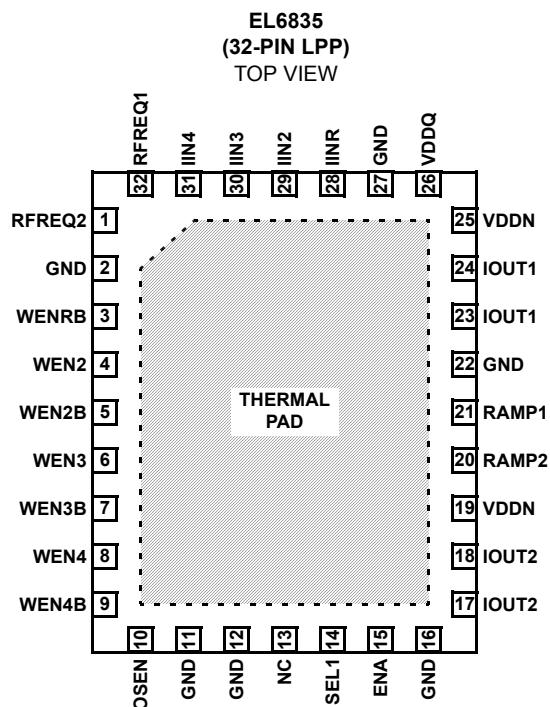 EL6835
(32-PIN LPP)
TOP VIEW
32 RFREQ1
31 IIN4
30 IIN3
29 IIN2
28 IINR
27 GND
26 VDDQ
RFREQ2 1
GND 2
WENRB 3
WEN2 4
WEN2B 5
WEN3 6
WEN3B 7
WEN4 8
WEN4B 9
THERMAL
PAD
25 VDDN
24 IOUT1
23 IOUT1
22 GND
21 RAMP1
20 RAMP2
19 VDDN
18 IOUT2
17 IOUT2
OSEN 10
GND 11
GND 12
NC 13
SEL1 14
ENA 15
GND 16